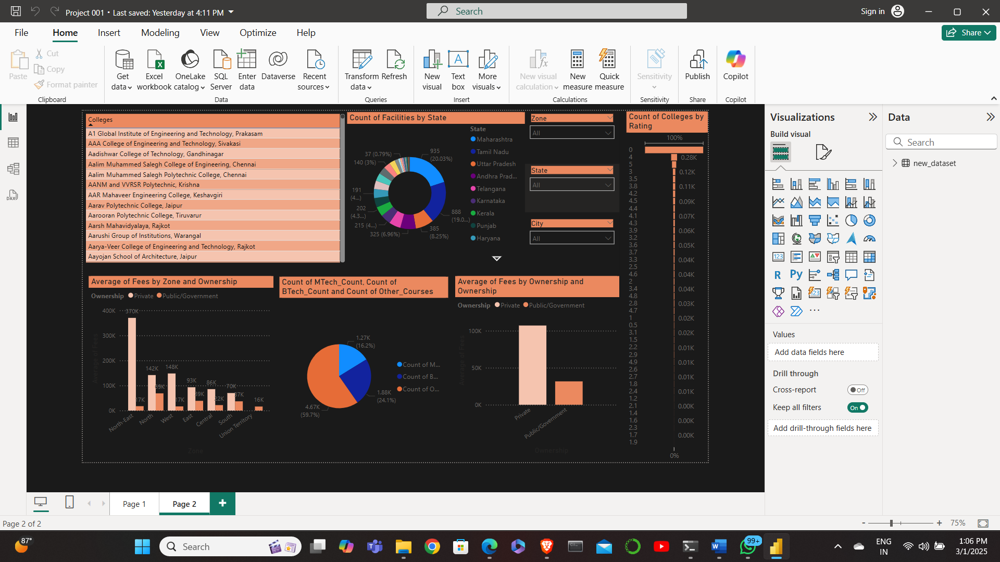 Project 001 • Last saved: Yesterday at 4:11 PM
Search
Sign in
File
Home
Insert
Modeling
View
Optimize
Help
Share
Paste
Cut
Copy
Format painter
Clipboard
Get data
Excel workbook
OneLake catalog
SQL Server
Enter data
Dataverse
Recent sources
Data
Transform data
Refresh
Queries
New visual
Text box
More visuals
Insert
New visual calculation
New measure
Quick measure
Calculations
Sensitivity
Sensitivity
Publish
Share
Copilot
Copilot
Colleges
A1 Global Institute of Engineering and Technology, Prakasam
AAA College of Engineering and Technology, Sivakasi
Aadishwar College of Technology, Gandhinagar
Aalim Muhammed Salegh College of Engineering, Chennai
Aalim Muhammed Salegh Polytechnic College, Chennai
AANM and VVRSR Polytechnic, Krishna
AAR Mahaveer Engineering College, Keshavgiri
Aarav Polytechnic College, Jaipur
Aarooran Polytechnic College, Tiruvarur
Aarsh Mahavidyalaya, Rajkot
Aarushi Group of Institutions, Warangal
Aarya-Veer College of Engineering and Technology, Rajkot
Aayojan School of Architecture, Jaipur
Count of Facilities by State
935
(20.03%)
888
(19.0...)
385
(8.25%)
325 (6.96%)
215 (4...)
202
(4.3...)
191
(4...)
140 (3%)
37 (0.79%)
State
Maharashtra
Tamil Nadu
Uttar Pradesh
Andhra Prad...
Telangana
Karnataka
Kerala
Punjab
Haryana
Zone
All
State
All
City
All
Count of Colleges by
Rating
100%
0
4 0.28K
5
3 0.12K
3.5
3.8 0.11K
4.2
4.5 0.09K
4.4
4.1 0.07K
4.3
3.9 0.06K
3.2
3.6 0.05K
3.7
3.3 0.04K
2.5
4.6 0.04K
2
3.4 0.04K
4.8
2.8 0.03K
4.7
1 0.02K
0.5
3.1 0.02K
1.5
2.2 0.01K
2.9
4.9 0.01K
2.6
2.7 0.01K
1.8
2.4 0.01K
1.2
2.1 0.00K
1.4
1.6 0.00K
2.3
1.7 0.00K
1.9
0%
Average of Fees by Zone and Ownership
Ownership Private Public/Government
Average of Fees
400K
300K
200K
100K
0K
370K
17K
142K
148K
17K
93K
39K
86K
22K
70K
37K
16K
North-East
North
West
East
Central
South
Union Territory
Zone
Count of MTech_Count, Count of
BTech_Count and Count of Other_Courses
1.27K
(16.2%)
1.88K
(24.1%)
4.67K
(59.7%)
Count of M...
Count of B...
Count of O...
Average of Fees by Ownership and
Ownership
Ownership Private Public/Government
Average of Fees
100K
50K
0K
Private
Public/Government
Ownership
Visualizations
Build visual
Values
Add data fields here
Drill through
Cross-report
Off
Keep all filters
On
Add drill-through fields here
Data
Search
new_dataset
Page 1
Page 2
Page 2 of 2
75%
87°
Search
99+
ENG
IN
1:06 PM
3/1/2025